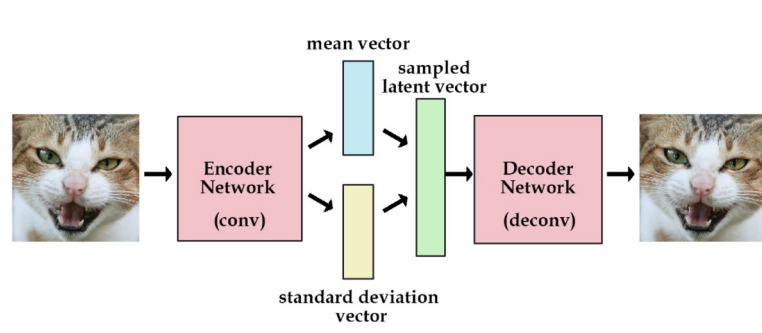 mean vector
sampled
latent vector
Encoder
Network
(conv)
Decoder
Network
(deconv)
standard deviation
vector